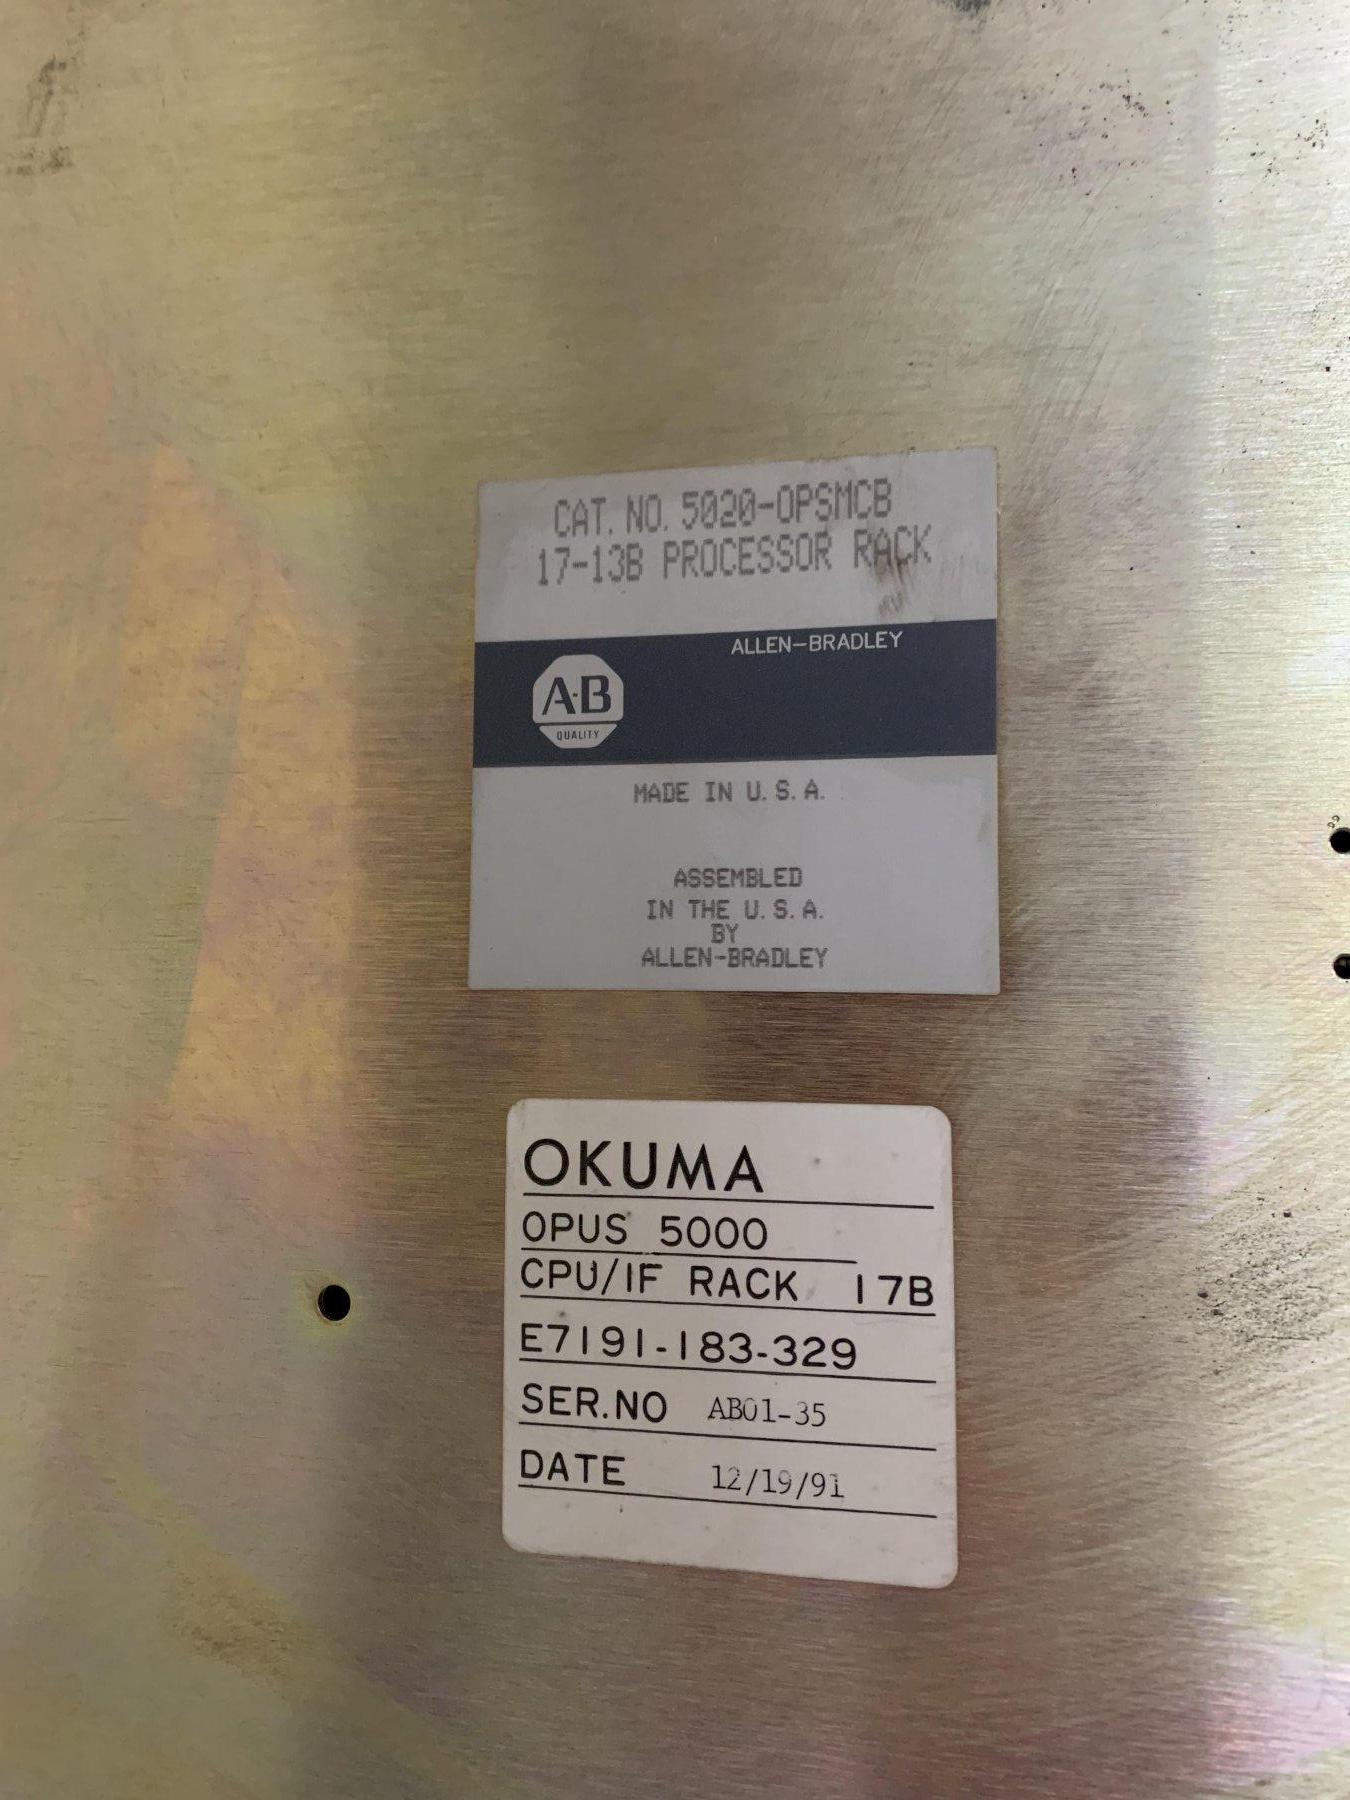 CAT. NO. 5020-OPSMCB
17-13B PROCESSOR RACK
ALLEN-BRADLEY
A·B
QUALITY
MADE IN U.S.A.
ASSEMBLED
IN THE U.S.A.
BY
ALLEN-BRADLEY
OKUMA
OPUS 5000
CPU/IF RACK 17B
E7191-183-329
SER.NO AB01-35
DATE 12/19/91